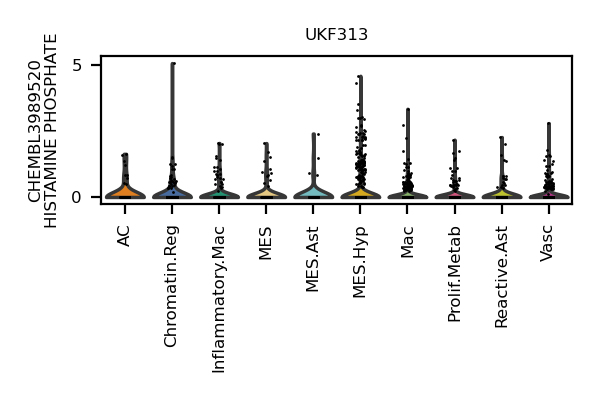 UKF313
CHEMBL3989520
HISTAMINE PHOSPHATE
5
0
AC
Chromatin.Reg
Inflammatory.Mac
MES
MES.Ast
MES.Hyp
Mac
Prolif.Metab
Reactive.Ast
Vasc